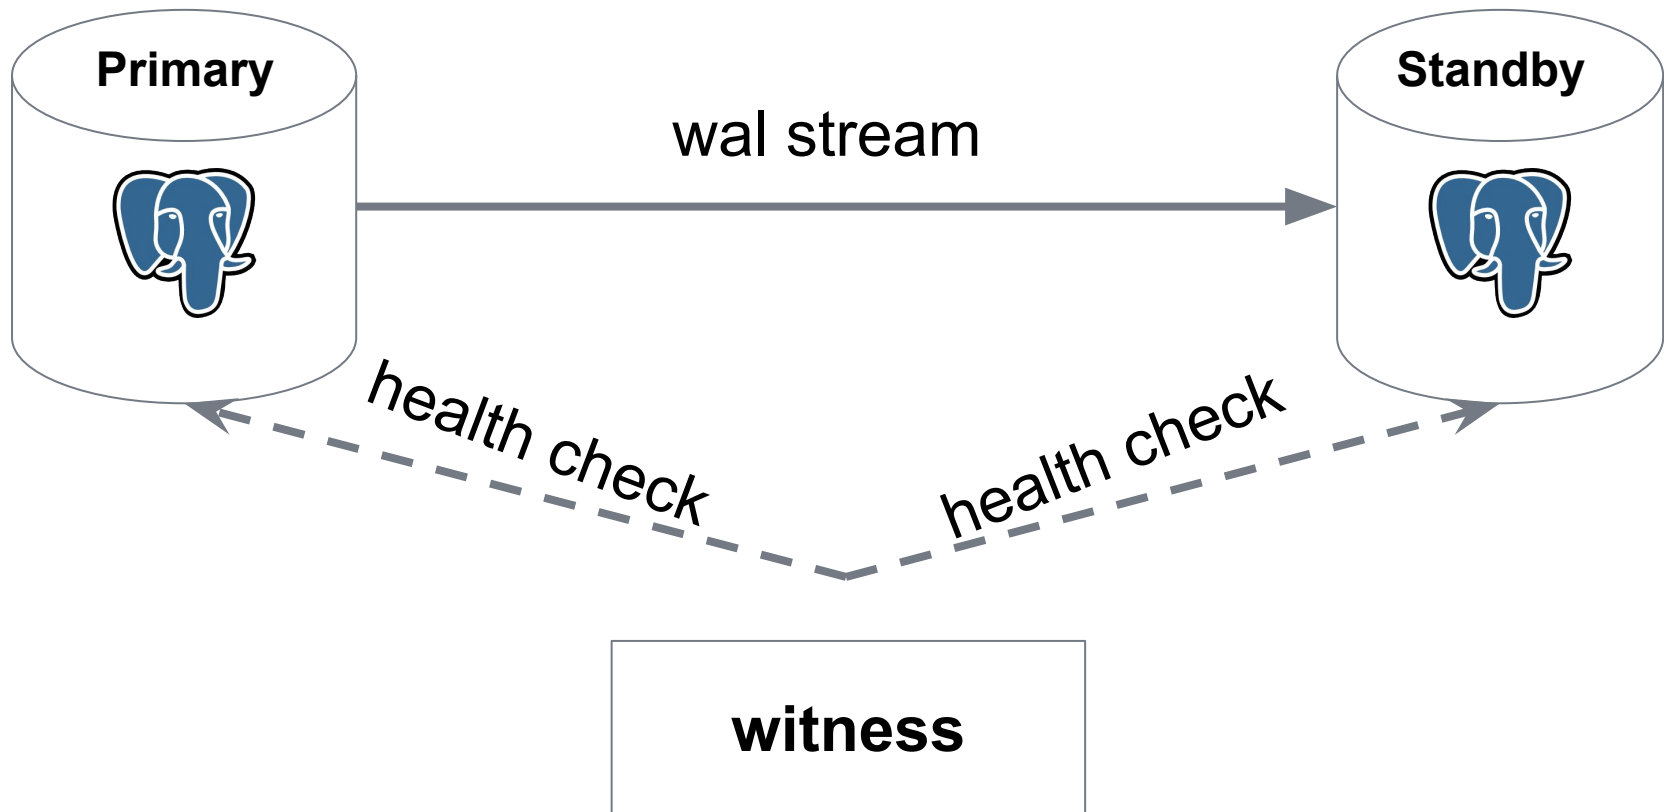 Primary
Standby
wal stream
health check
health check
witness